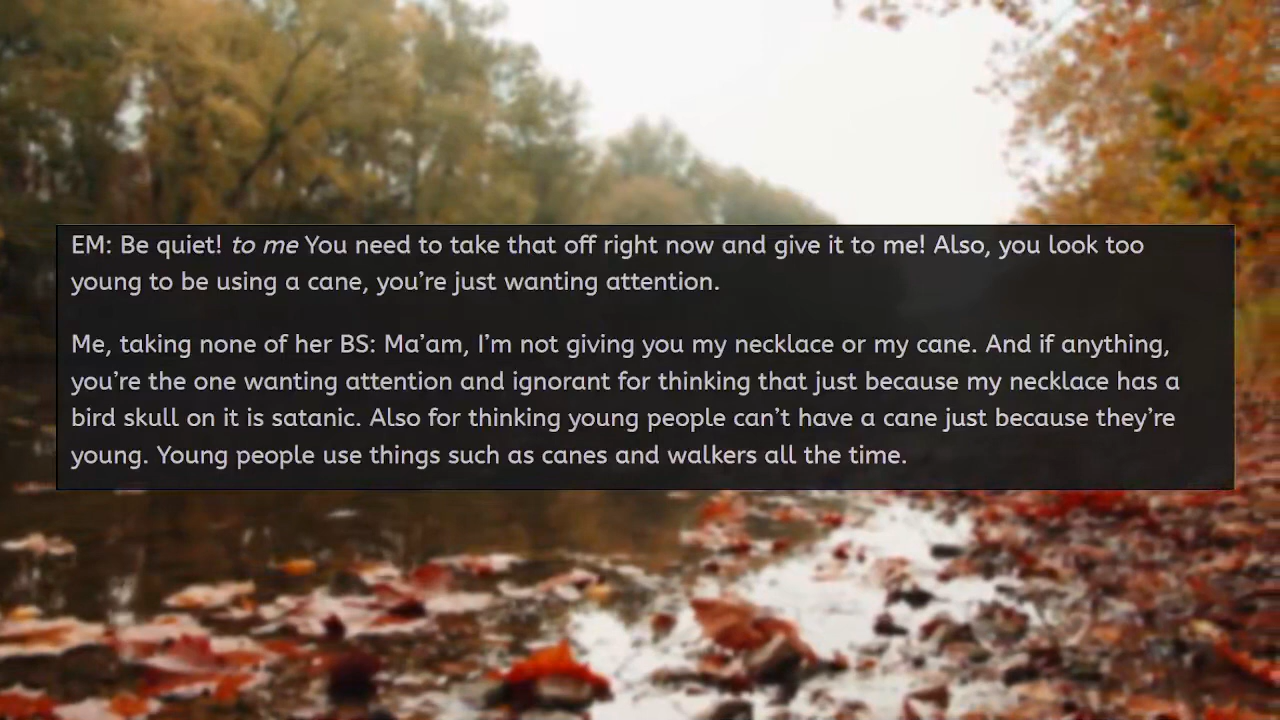 EM: Be quiet! to me You need to take that off right now and give it to me! Also, you look too
young to be using a cane, you’re just wanting attention.
Me, taking none of her BS: Ma’am, I’m not giving you my necklace or my cane. And if anything,
you’re the one wanting attention and ignorant for thinking that just because my necklace has a
bird skull on it is satanic. Also for thinking young people can’t have a cane just because they’re
young. Young people use things such as canes and walkers all the time.